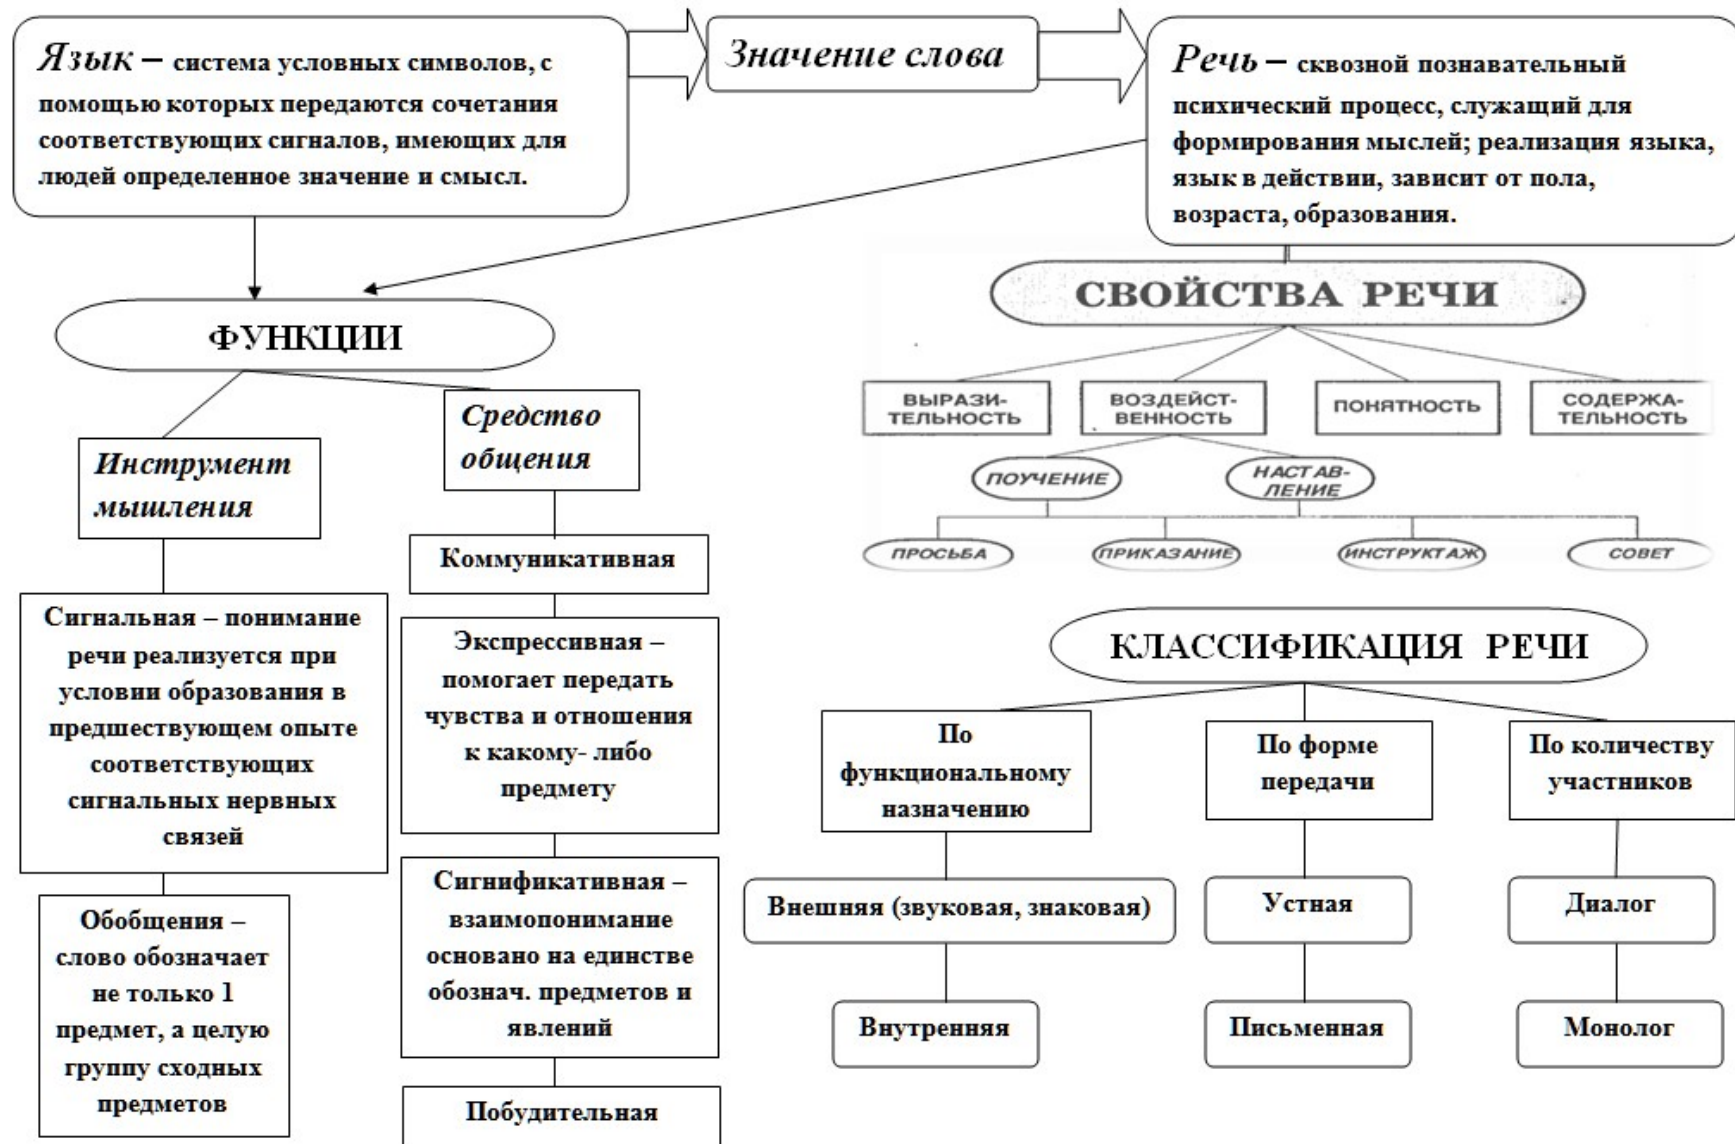 Язык – система условных символов, с
помощью которых передаются сочетания
соответствующих сигналов, имеющих для
людей определенное значение и смысл.
Значение слова
Речь – сквозной познавательный
психический процесс, служащий для
формирования мыслей; реализация языка,
язык в действии, зависит от пола,
возраста, образования.
ФУНКЦИИ
Инструмент
мышления
Сигнальная – понимание
речи реализуется при
условии образования в
предшествующем опыте
соответствующих
сигнальных нервных
связей
Обобщения –
слово обозначает
не только 1
предмет, а целую
группу сходных
предметов
Средство
общения
Коммуникативная
Экспрессивная –
помогает передать
чувства и отношения
к какому- либо
предмету
Сигнификативная –
взаимопонимание
основано на единстве
обознач. предметов и
явлений
Побудительная
СВОЙСТВА РЕЧИ
ВЫРАЗИ-
ТЕЛЬНОСТЬ
ВОЗДЕЙСТ-
ВЕННОСТЬ
ПОНЯТНОСТЬ
СОДЕРЖА-
ТЕЛЬНОСТЬ
ПОУЧЕНИЕ
НАСТАВ-
ЛЕНИЕ
ПРОСЬБА
ПРИКАЗАНИЕ
ИНСТРУКТАЖ
СОВЕТ
КЛАССИФИКАЦИЯ РЕЧИ
По
функциональному
назначению
Внешняя (звуковая, знаковая)
Внутренняя
По форме
передачи
Устная
Письменная
По количеству
участников
Диалог
Монолог